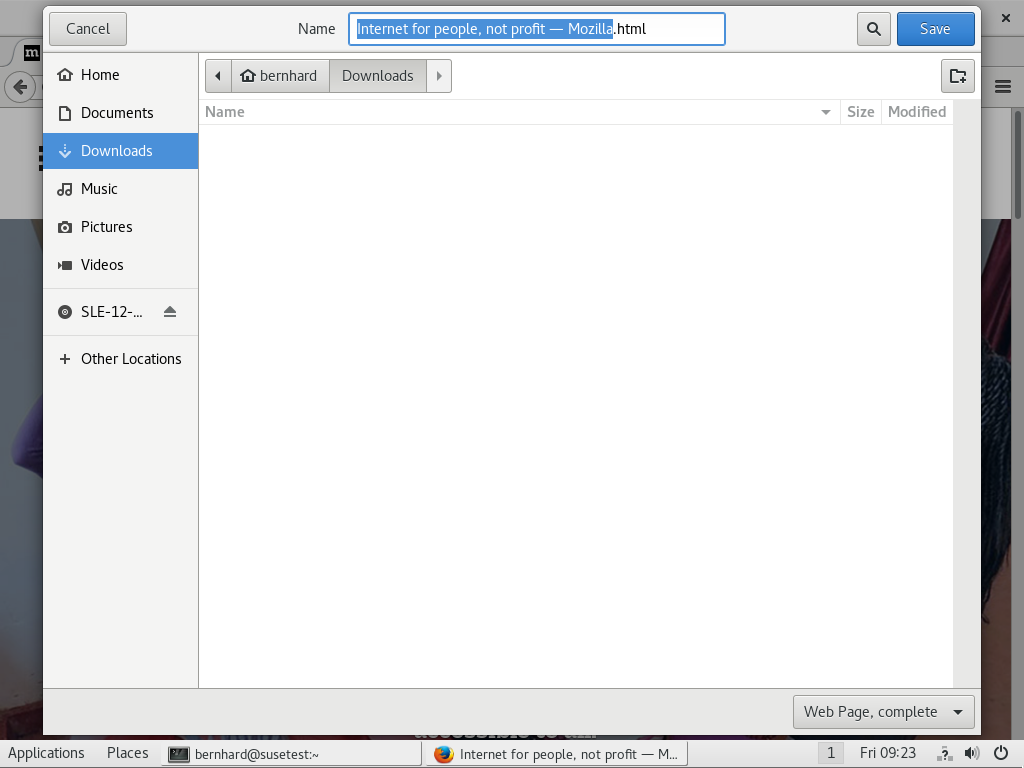 Cancel
Name
Internet for people, not profit — Mozilla.html
Save
Home
Documents
Downloads
Music
Pictures
Videos
SLE-12-...
Other Locations
bernhard
Downloads
Name
Size
Modified
Web Page, complete
m
Applications
Places
bernhard@susetest:~
Internet for people, not profit — M...
1
Fri 09:23